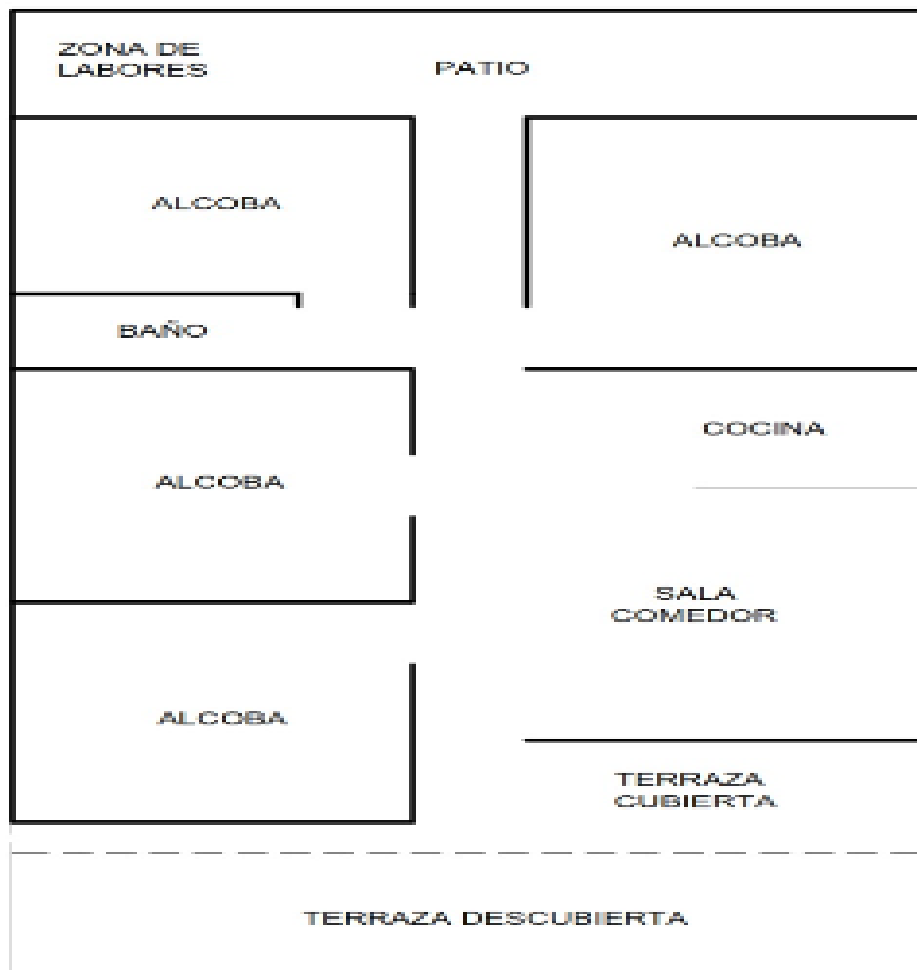 ZONA DE
LABORES
PATIO
ALCOBA
ALCOBA
BAÑO
COCINA
ALCOBA
SALA
COMEDOR
ALCOBA
TERRAZA
CUBIERTA
TERRAZA DESCUBIERTA